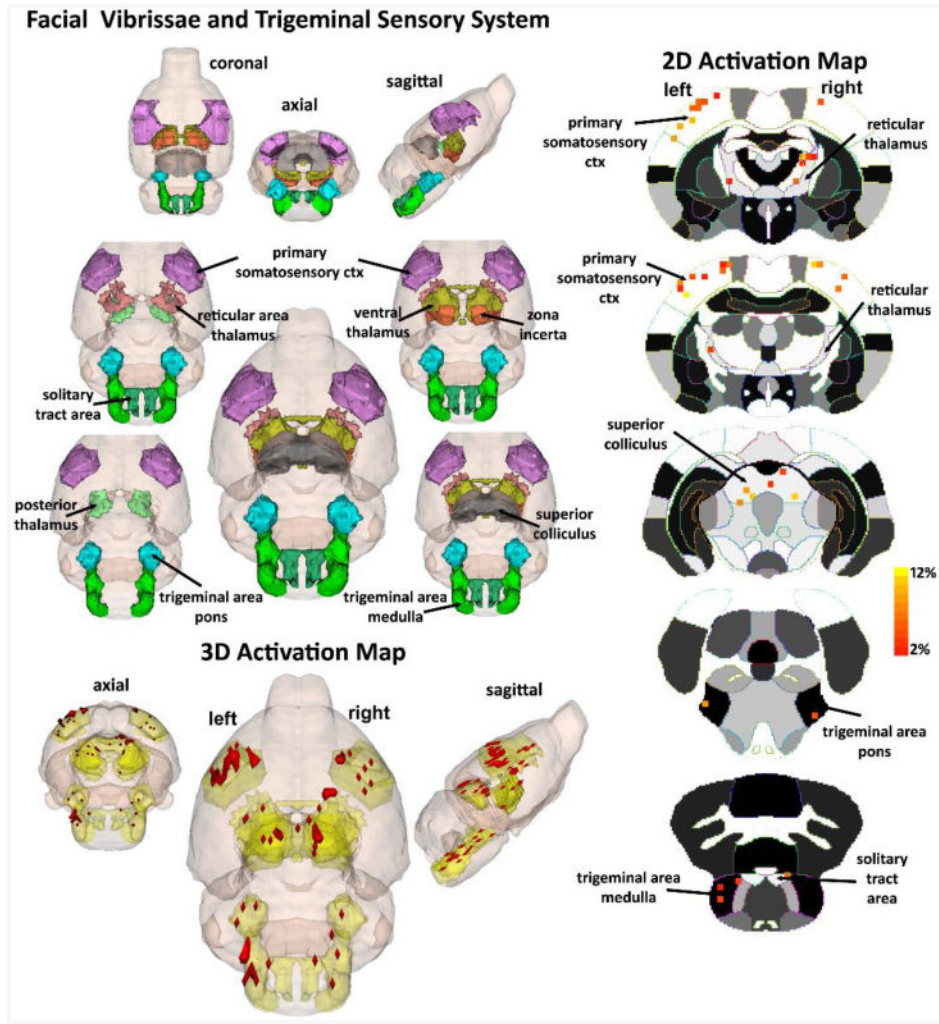 Facial Vibrissae and Trigeminal Sensory System
coronal
axial
sagittal
primary
somatosensory ctx
reticular area
thalamus
ventral
thalamus
zona
incerta
solitary
tract area
posterior
thalamus
superior
colliculus
trigeminal area
pons
trigeminal area
medulla
3D Activation Map
axial
left
right
sagittal
2D Activation Map
left
right
primary
somatosensory
ctx
reticular
thalamus
primary
somatosensory
ctx
reticular
thalamus
superior
colliculus
12%
2%
trigeminal area
pons
trigeminal area
medulla
solitary
tract
area